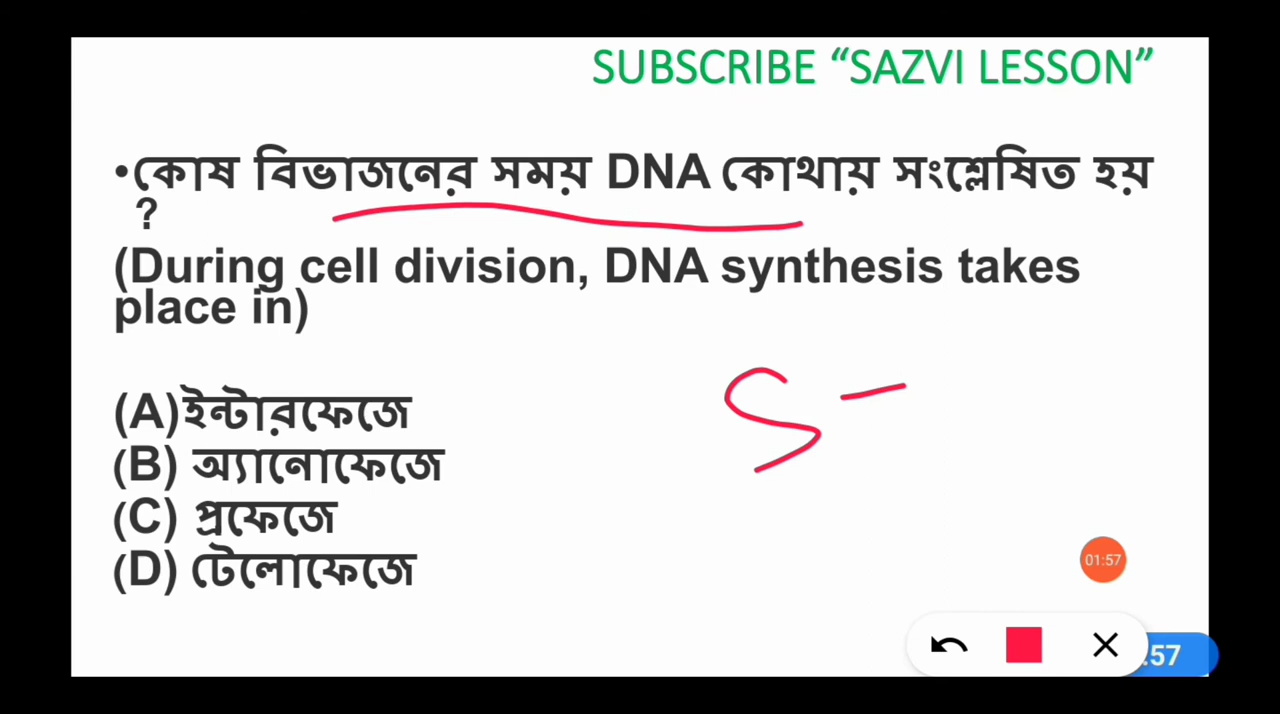 SUBSCRIBE “SAZVI LESSON”
•কোষ বিভাজনের সময় DNA কোথায় সংশ্লেষিত হয়
?
(During cell division, DNA synthesis takes
place in)
(A)ইন্টারফেজে
(B) অ্যানোফেজে
(C) প্রফেজে
(D) টেলোফেজে
S –
01:57
:57